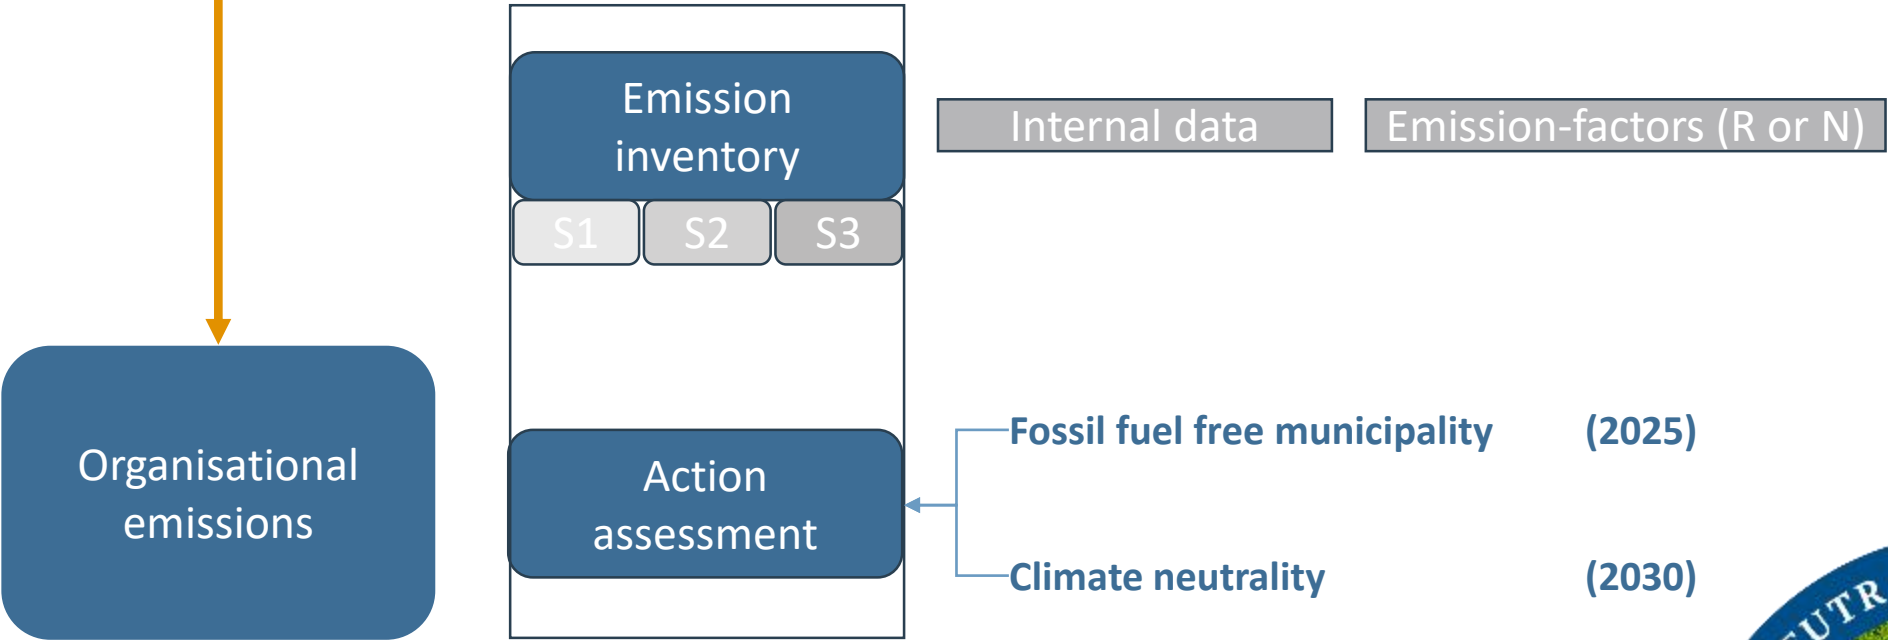 Emission
inventory
Internal data
Emission-factors (R or N)
S1
S2
S3
Organisational
emissions
Action
assessment
Fossil fuel free municipality (2025)
Climate neutrality (2030)